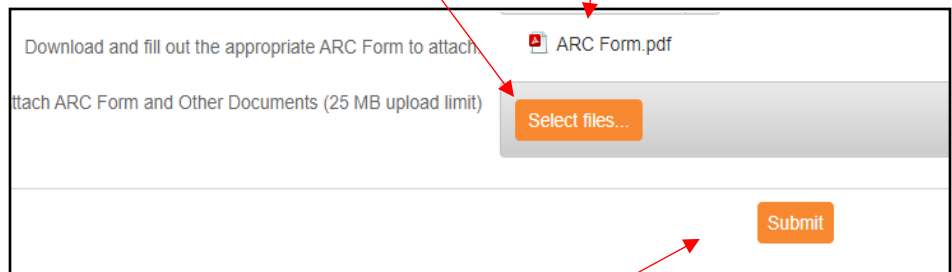 Download and fill out the appropriate ARC Form to attach.
ARC Form.pdf
ttach ARC Form and Other Documents (25 MB upload limit)
Select files...
Submit